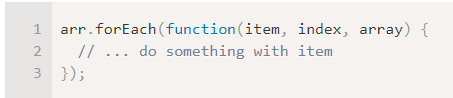 1 arr.forEach(function(item, index, array) {
2   // ... do something with item
3 });